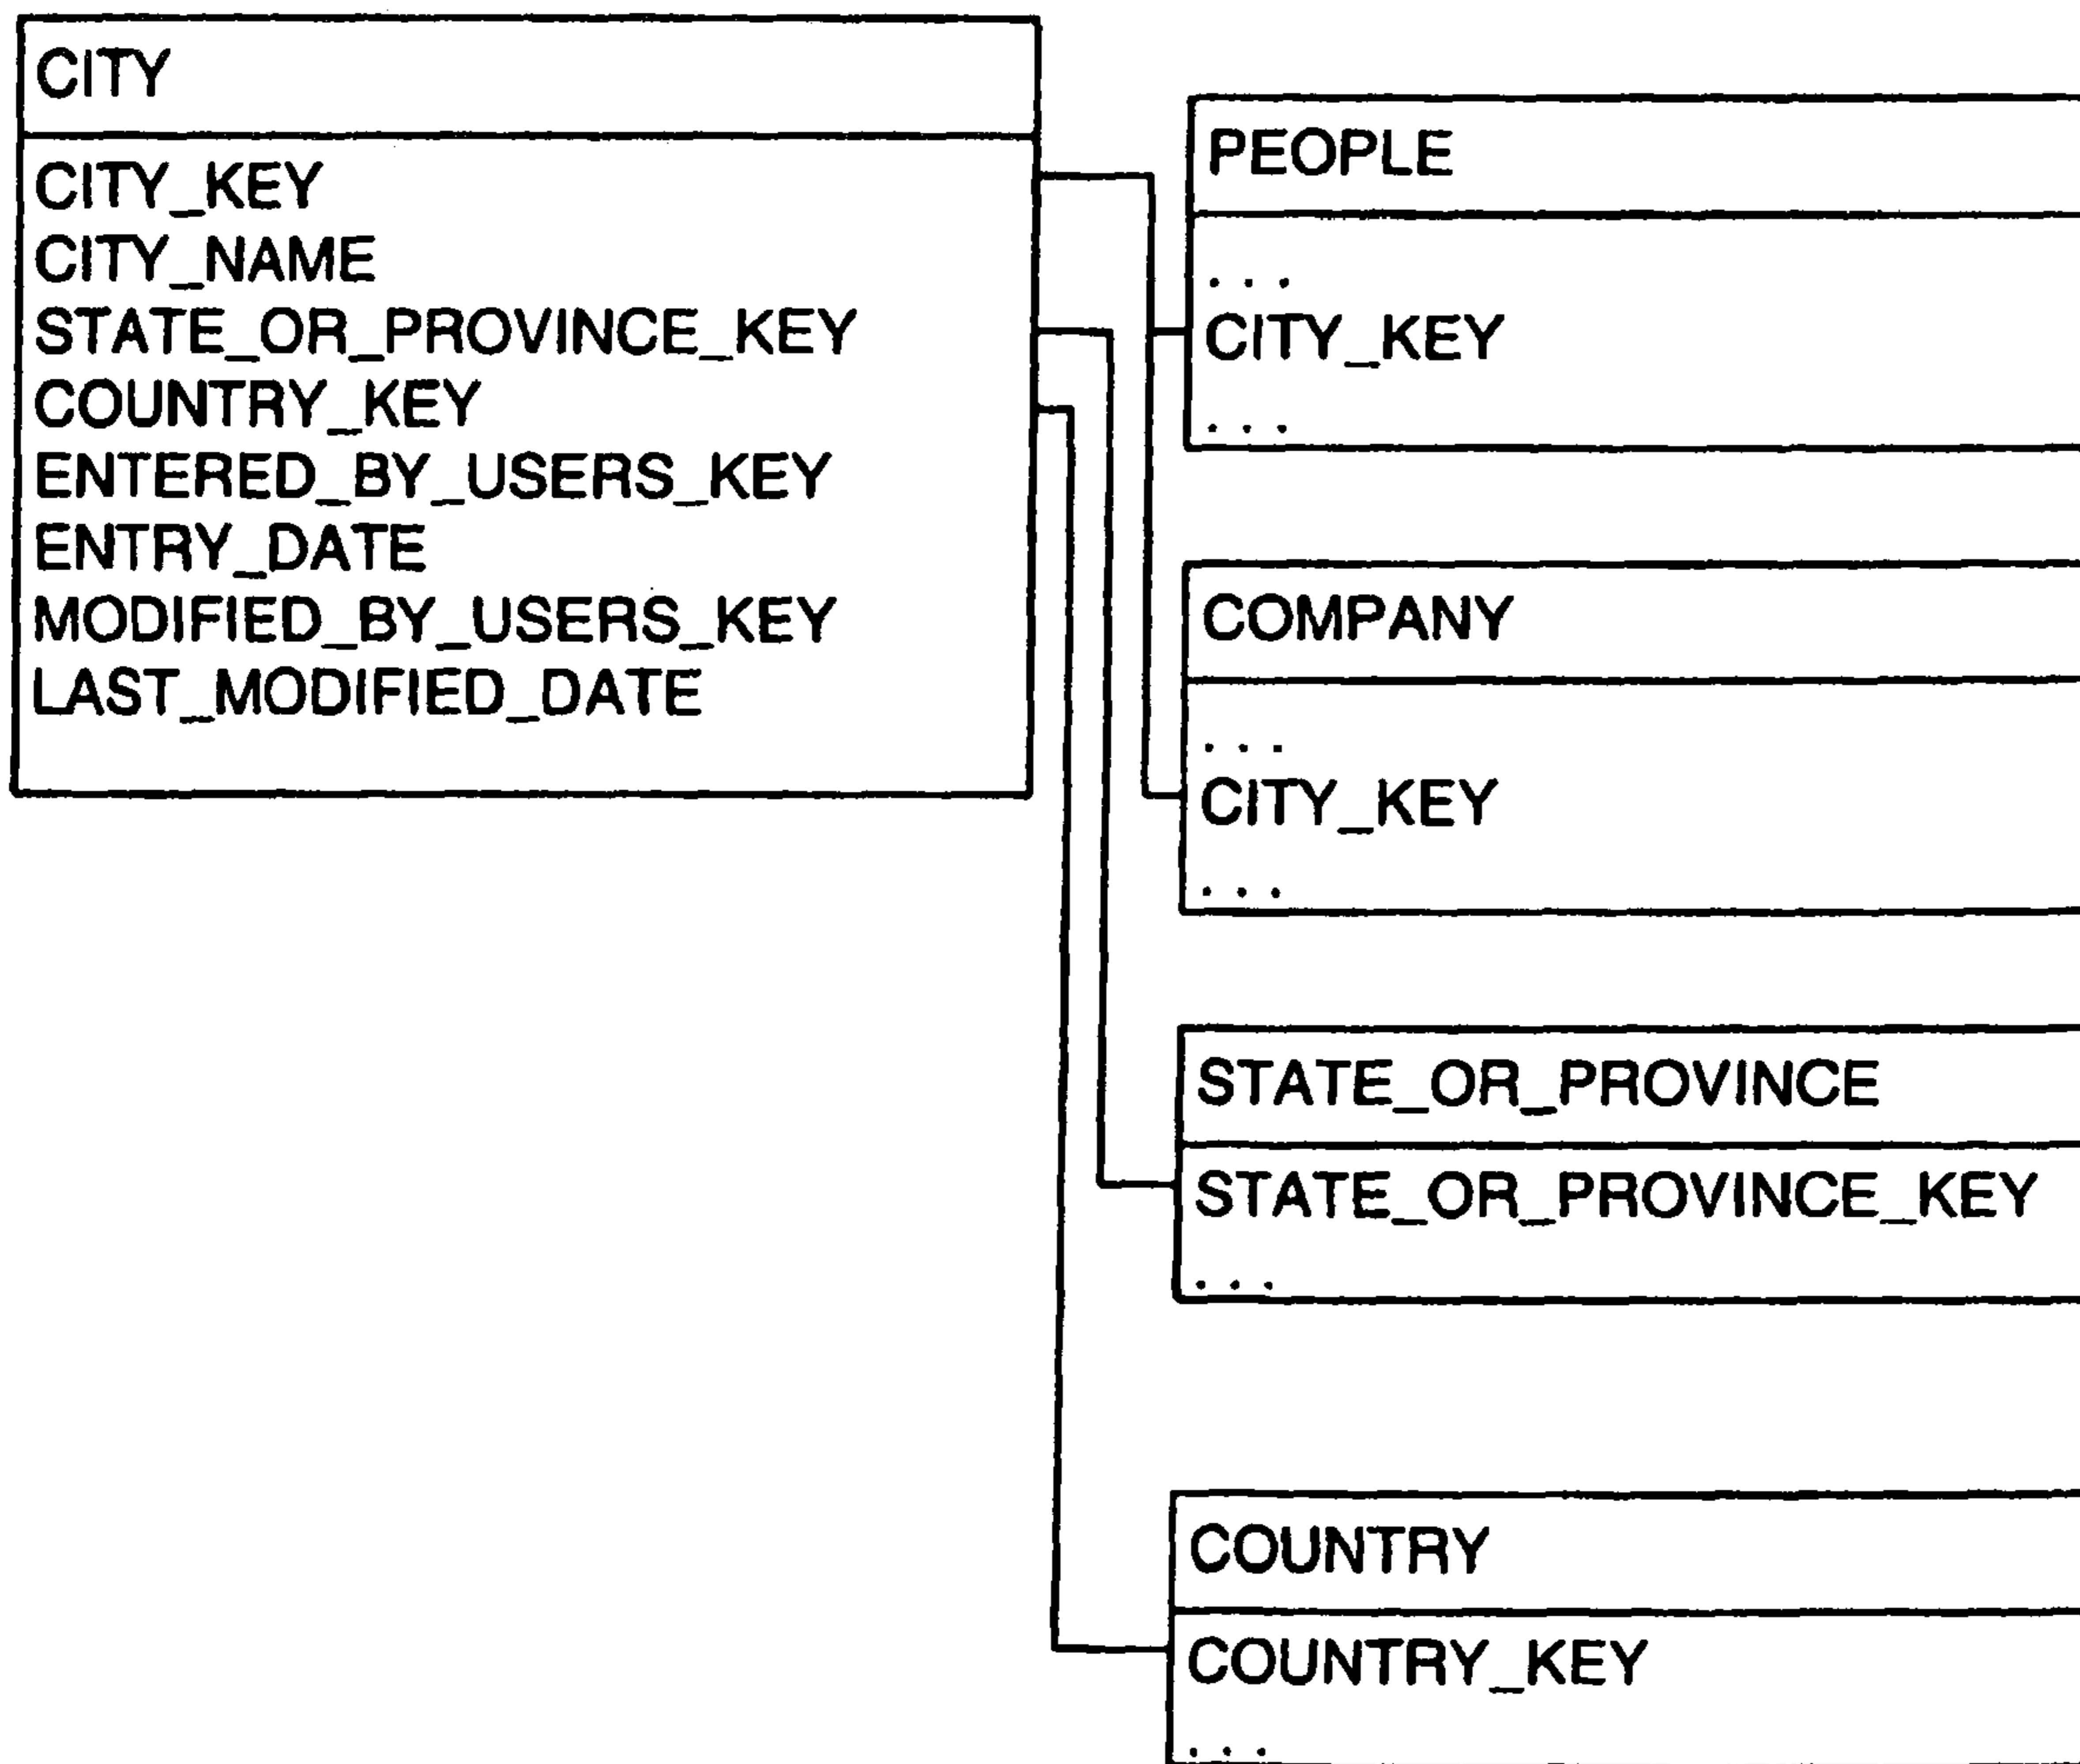 CITY
CITY_KEY
CITY_NAME
STATE_OR_PROVINCE_KEY
COUNTRY_KEY
ENTERED_BY_USERS_KEY
ENTRY_DATE
MODIFIED_BY_USERS_KEY
LAST_MODIFIED_DATE
PEOPLE
. . .
CITY_KEY
. . .
COMPANY
. . .
CITY_KEY
. . .
STATE_OR_PROVINCE
STATE_OR_PROVINCE_KEY
. . .
COUNTRY
COUNTRY_KEY
. . .